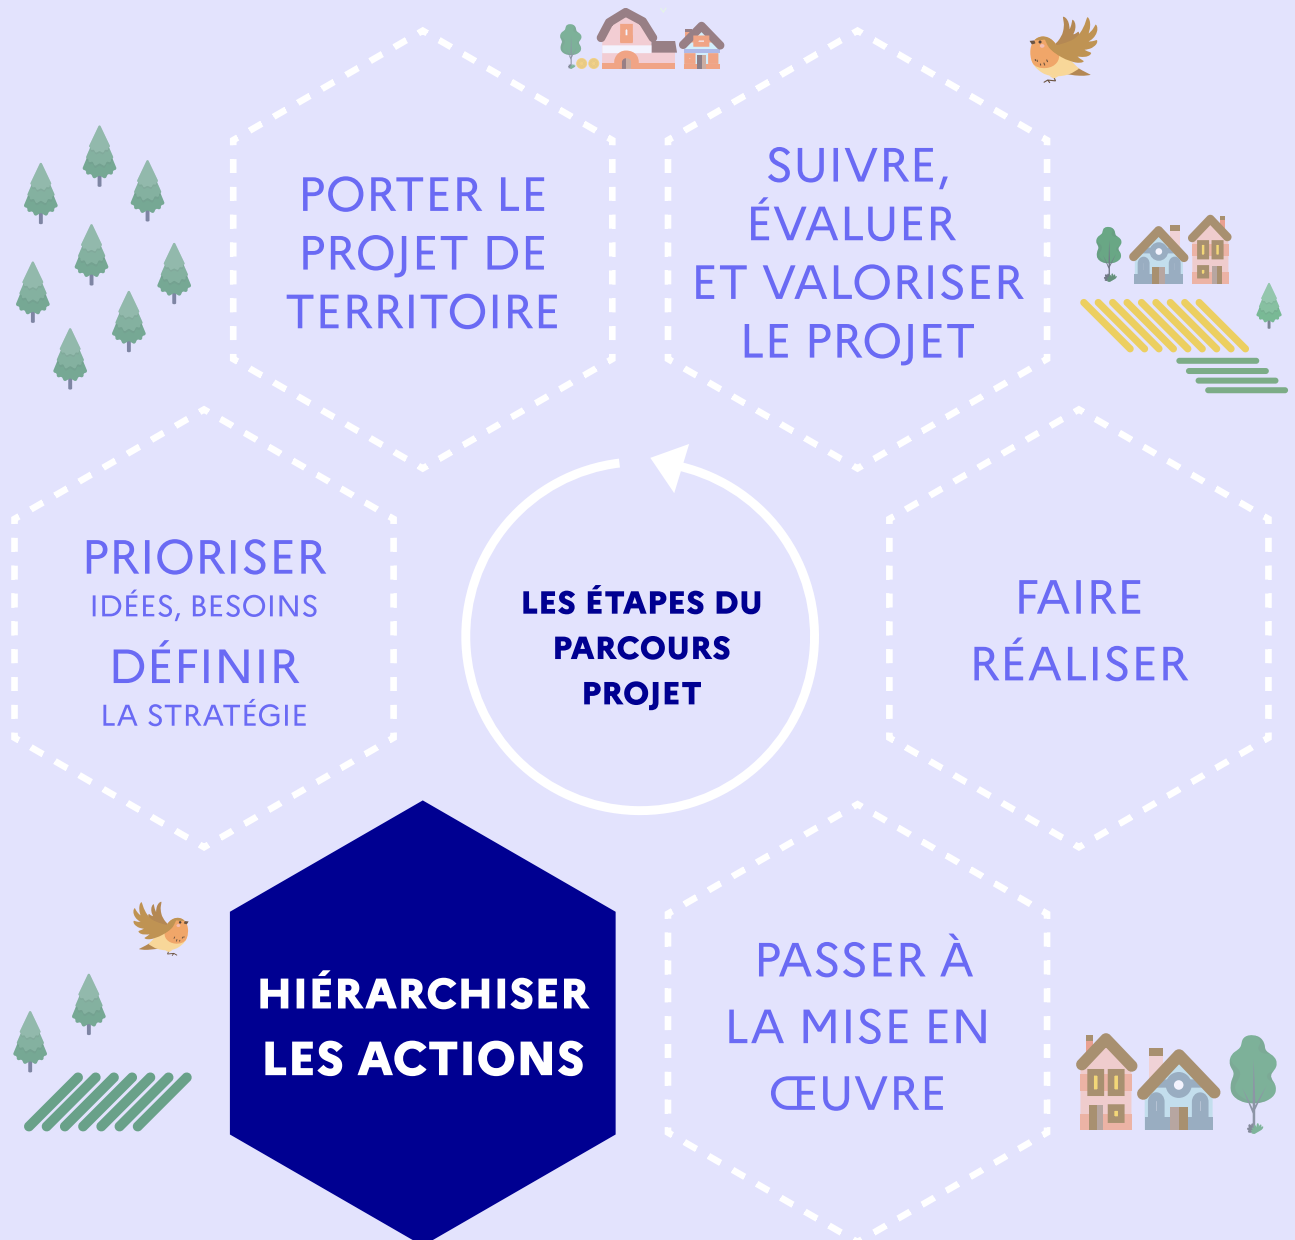 PORTER LE
PROJET DE
TERRITOIRE
SUIVRE,
ÉVALUER
ET VALORISER
LE PROJET
PRIORISER
IDÉES, BESOINS
DÉFINIR
LA STRATÉGIE
LES ÉTAPES DU
PARCOURS
PROJET
FAIRE
RÉALISER
HIÉRARCHISER
LES ACTIONS
PASSER À
LA MISE EN
ŒUVRE